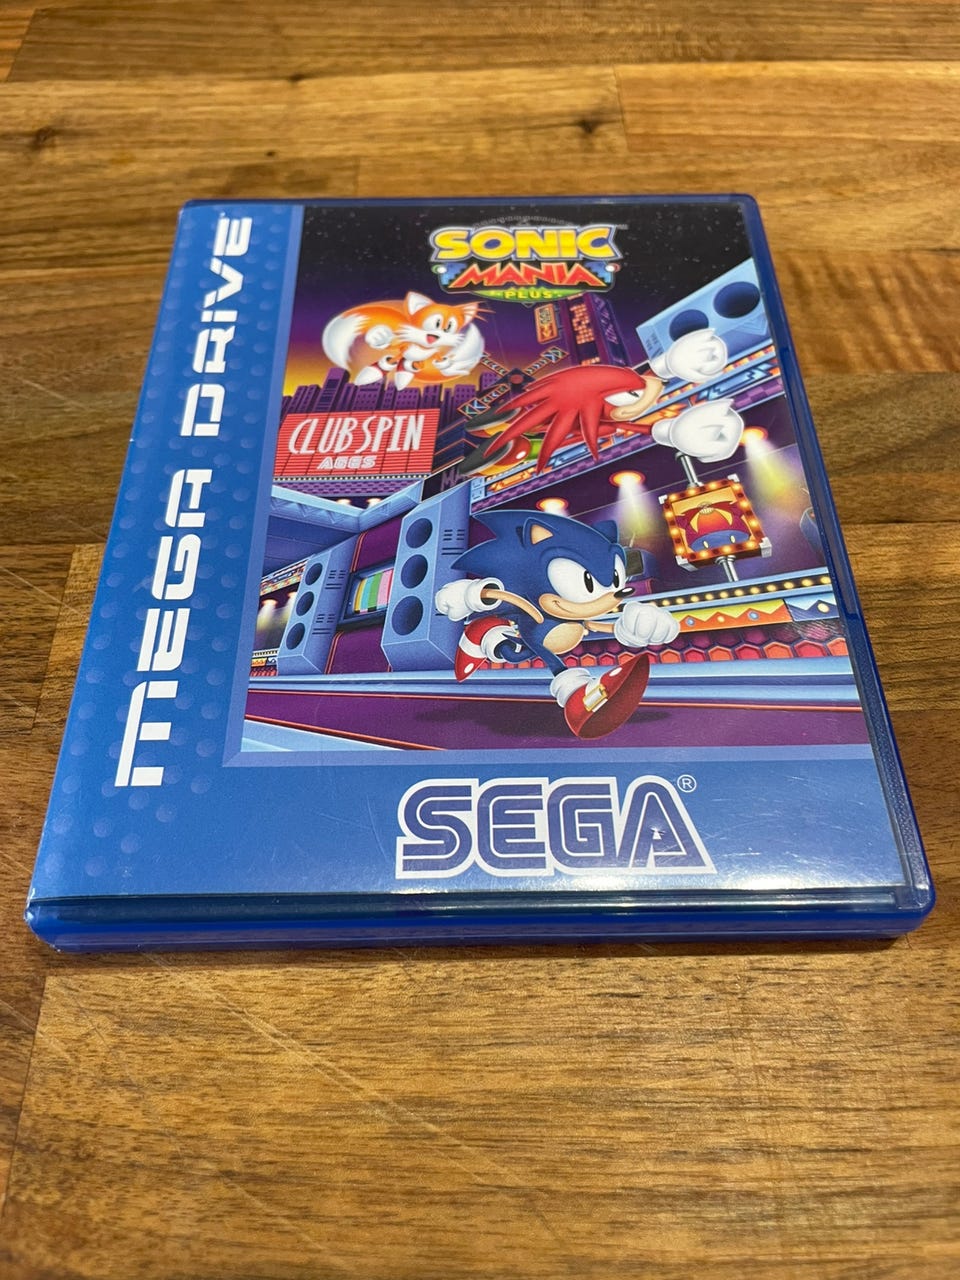 MEGA DRIVE
SONIC
MANIA
PLUS
CLUB SPIN
AGES
SEGA®